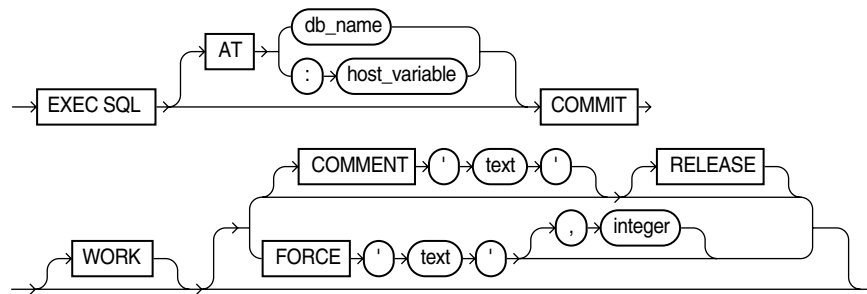 db_name
AT
: host_variable
EXEC SQL COMMIT
COMMENT ' text ' RELEASE
, integer
WORK FORCE ' text '